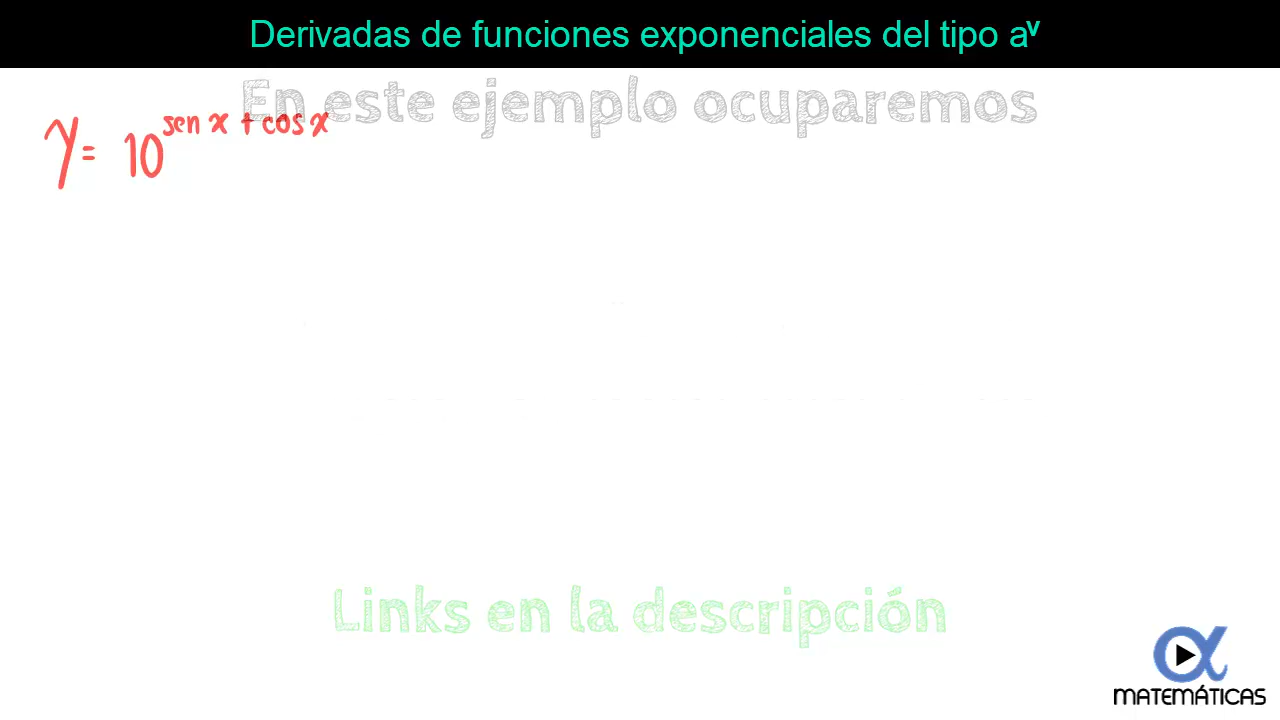 Derivadas de funciones exponenciales del tipo aᵛ
En este ejemplo ocuparemos
y = 10^(sen x + cos x)
Links en la descripción
MATEMÁTICAS